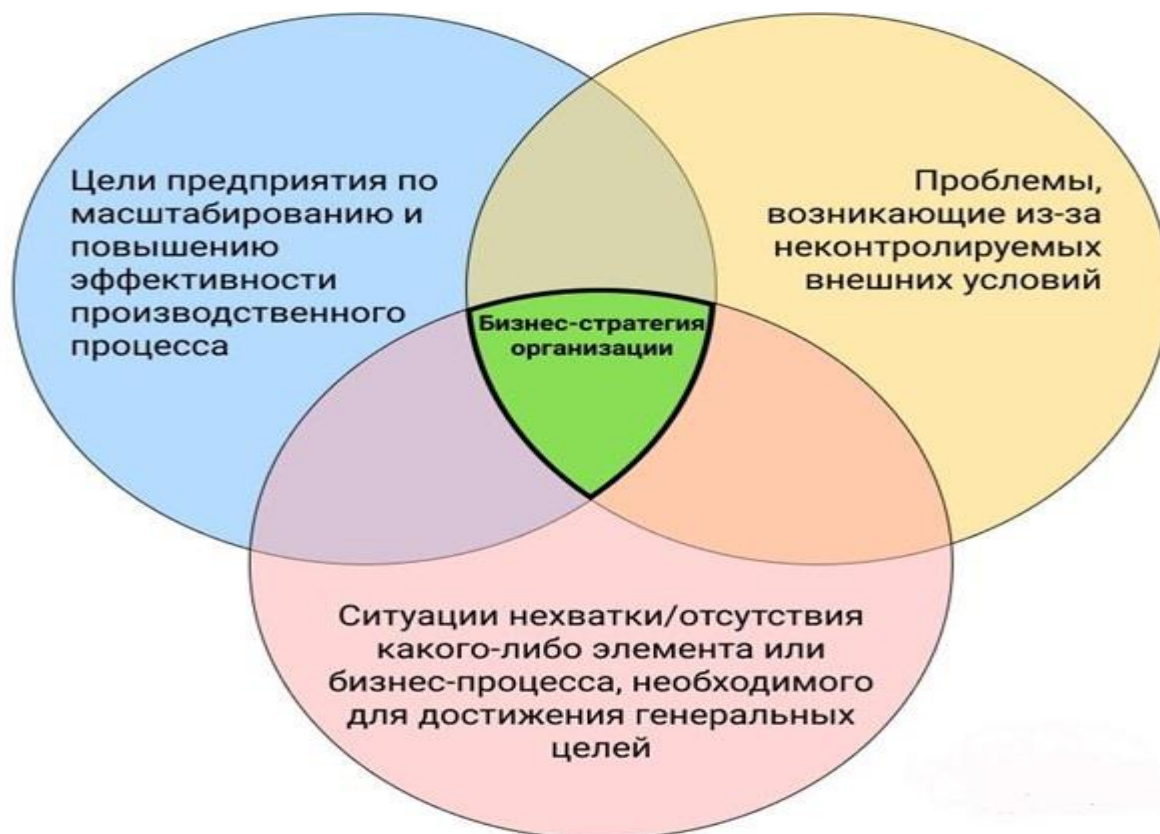 Цели предприятия по
масштабированию и
повышению
эффективности
производственного
процесса
Проблемы,
возникающие из-за
неконтролируемых
внешних условий
Бизнес-стратегия
организации
Ситуации нехватки/отсутствия
какого-либо элемента или
бизнес-процесса, необходимого
для достижения генеральных
целей